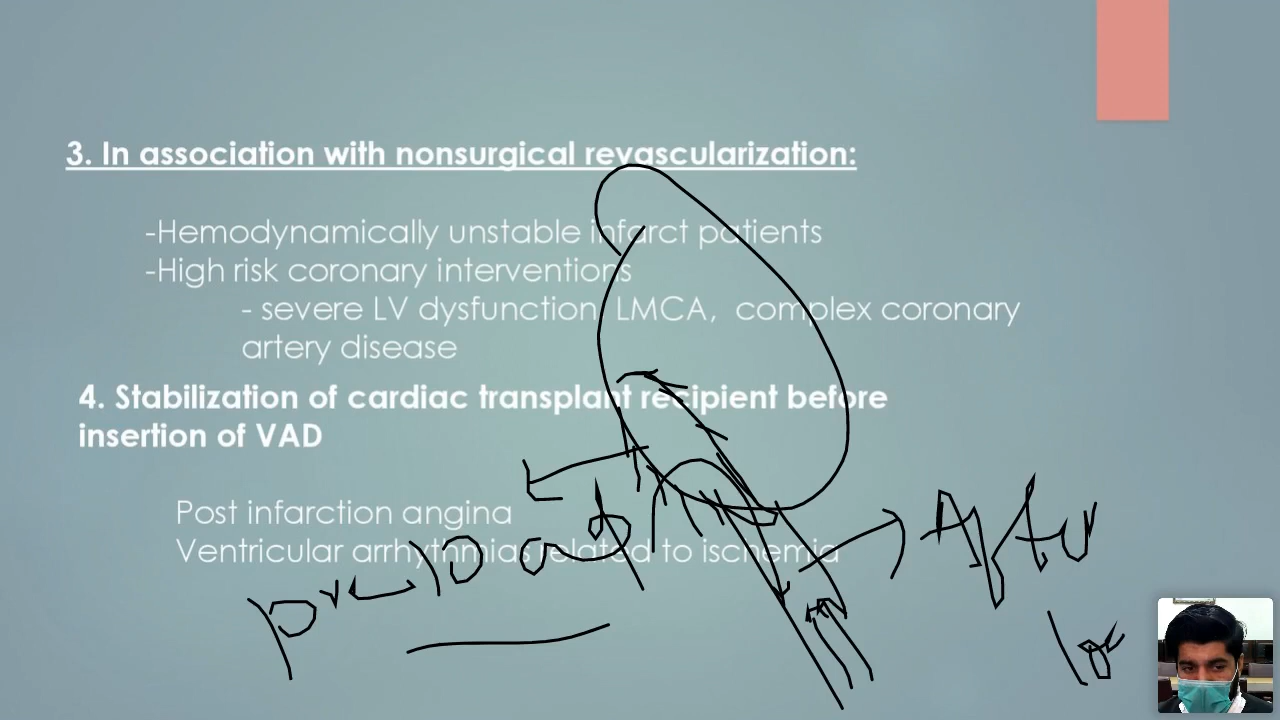 3. In association with nonsurgical revascularization:
-Hemodynamically unstable infarct patients
-High risk coronary interventions
- severe LV dysfunction, LMCA, complex coronary
artery disease
4. Stabilization of cardiac transplant recipient before
insertion of VAD
Post infarction angina
Ventricular arrhythmias related to ischemia
preload
After